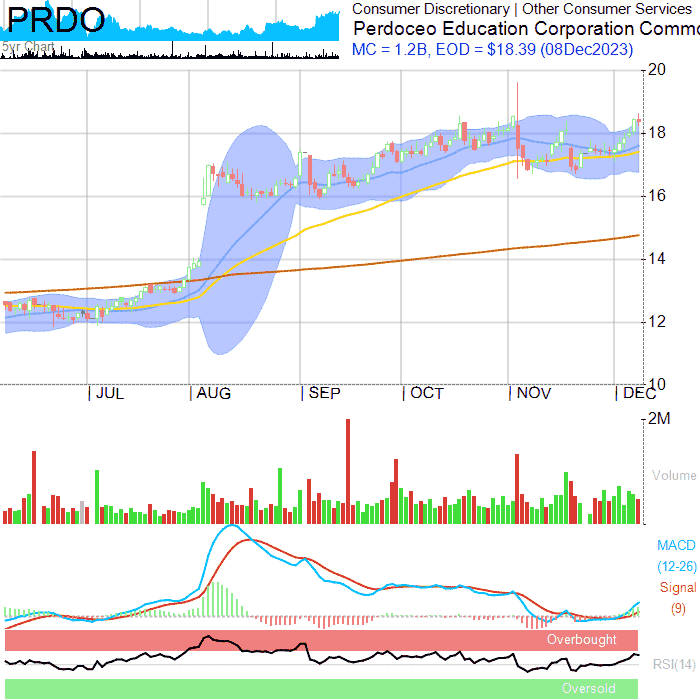 PRDO
5yr Chart
Consumer Discretionary | Other Consumer Services
Perdoceo Education Corporation Commo
MC = 1.2B, EOD = $18.39 (08Dec2023)
20
18
16
14
12
10
JUL AUG SEP OCT NOV DEC
2M
Volume
MACD
(12-26)
Signal
(9)
Overbought
RSI(14)
Oversold